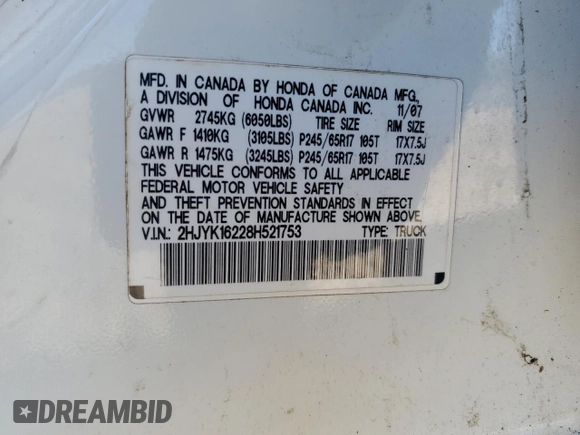 MFD. IN CANADA BY HONDA OF CANADA MFG.,
A DIVISION OF HONDA CANADA INC. 11/07
GVWR 2745KG (6050LBS) TIRE SIZE RIM SIZE
GAWR F 1410KG (3105LBS) P245/65R17 105T 17X7.5J
GAWR R 1475KG (3245LBS) P245/65R17 105T 17X7.5J
THIS VEHICLE CONFORMS TO ALL APPLICABLE
FEDERAL MOTOR VEHICLE SAFETY
AND THEFT PREVENTION STANDARDS IN EFFECT
ON THE DATE OF MANUFACTURE SHOWN ABOVE.
V.I.N.: 2HJYK16228H521753 TYPE: TRUCK
DREAMBID